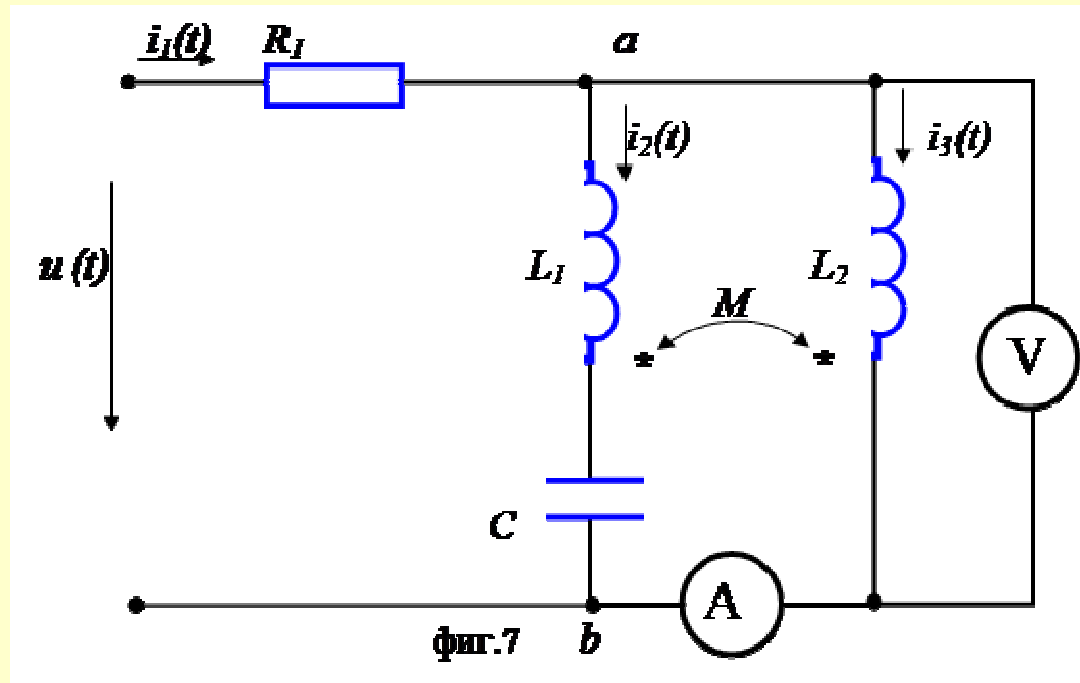 i₁(t) R₁ a
i₂(t) i₃(t)
u (t) L₁ L₂
M
* *
V
C
A
фиг.7 b